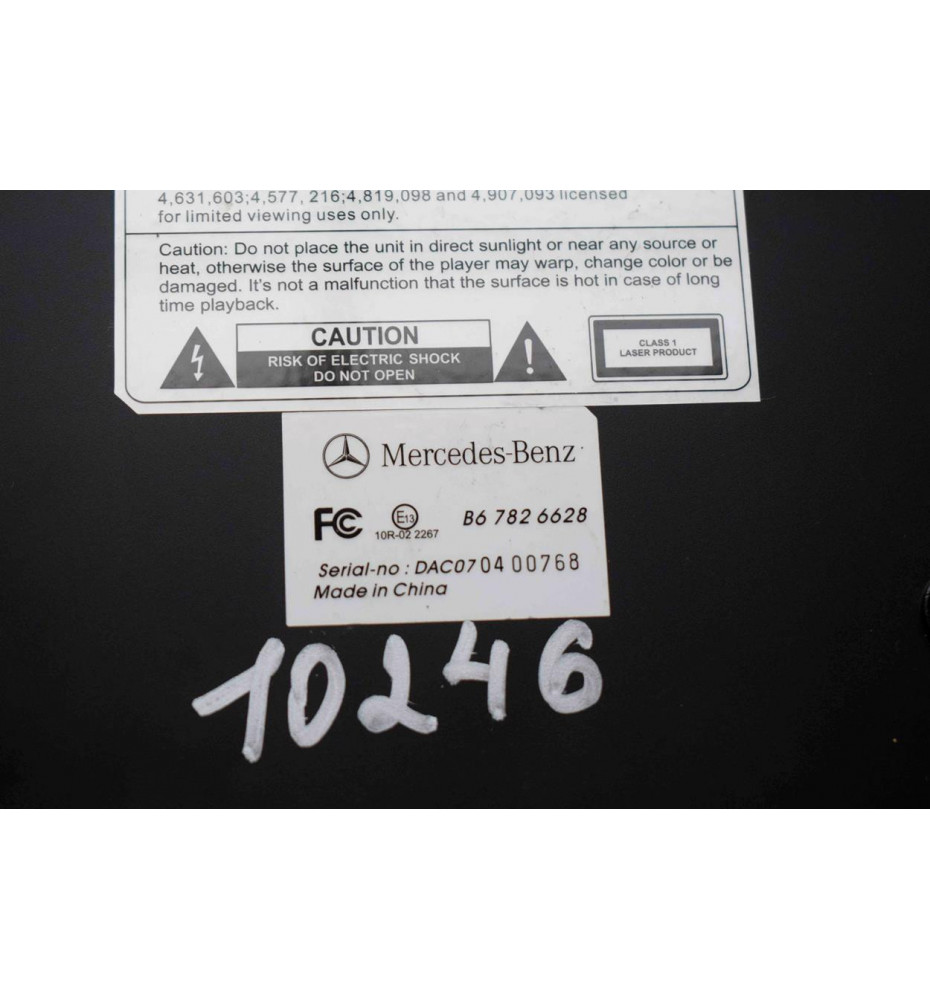 4,631,603;4,577, 216;4,819,098 and 4,907,093 licensed
for limited viewing uses only.
Caution: Do not place the unit in direct sunlight or near any source or
heat, otherwise the surface of the player may warp, change color or be
damaged. It's not a malfunction that the surface is hot in case of long
time playback.
CAUTION
RISK OF ELECTRIC SHOCK
DO NOT OPEN
CLASS 1
LASER PRODUCT
Mercedes-Benz
FC E13 B6 782 6628
10R-02 2267
Serial-no : DAC0704 00768
Made in China
10246